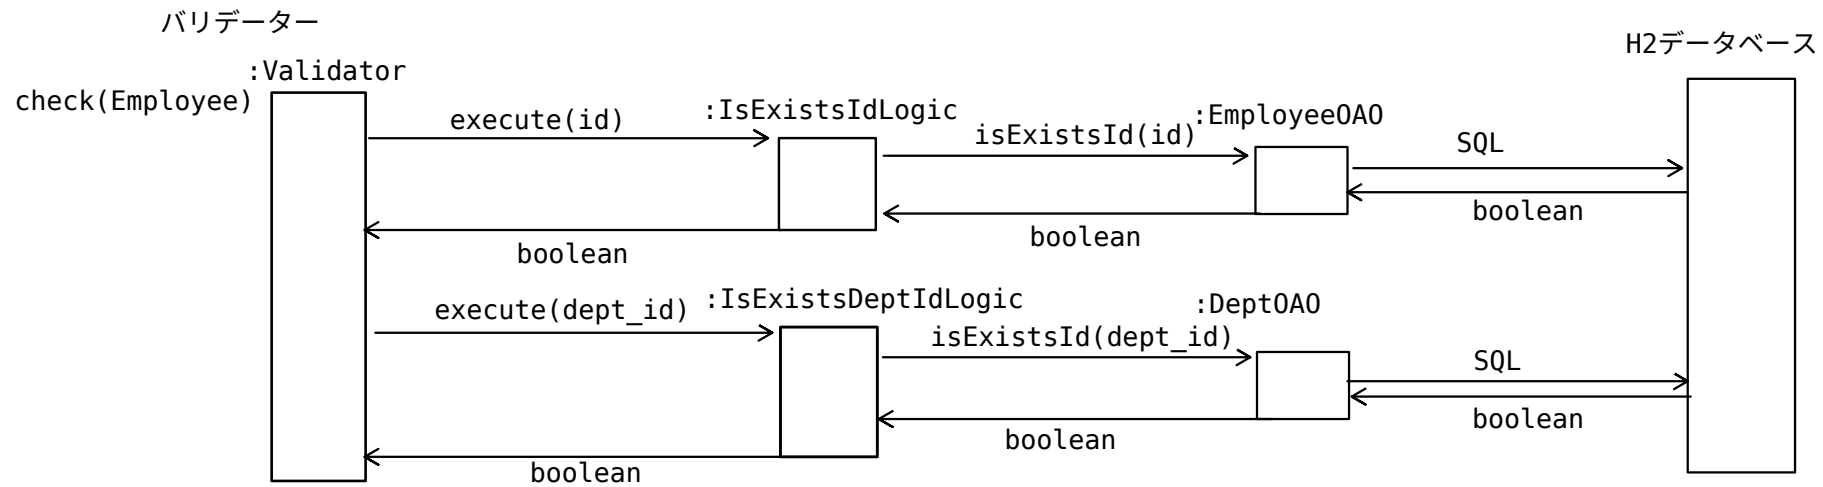 バリデーター
H2データベース
:Validator
check(Employee)
execute(id)
:IsExistsIdLogic
isExistsId(id)
:EmployeeOAO
SQL
boolean
boolean
boolean
execute(dept_id)
:IsExistsDeptIdLogic
isExistsId(dept_id)
:DeptOAO
SQL
boolean
boolean
boolean